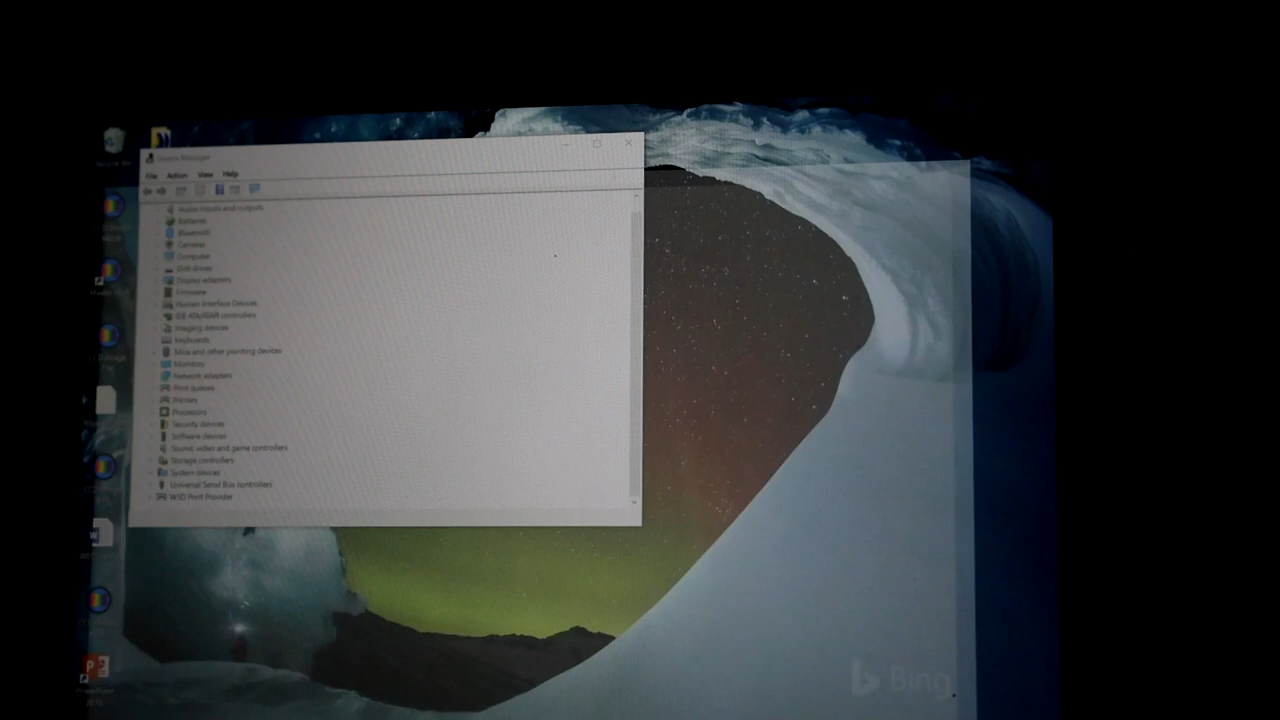 Device Manager
File Action View Help
Audio inputs and outputs
Batteries
Bluetooth
Cameras
Computer
Disk drives
Display adapters
Firmware
Human Interface Devices
IDE ATA/ATAPI controllers
Imaging devices
Keyboards
Mice and other pointing devices
Monitors
Network adapters
Print queues
Printers
Processors
Security devices
Software devices
Sound, video and game controllers
Storage controllers
System devices
Universal Serial Bus controllers
WSD Print Provider
Bing